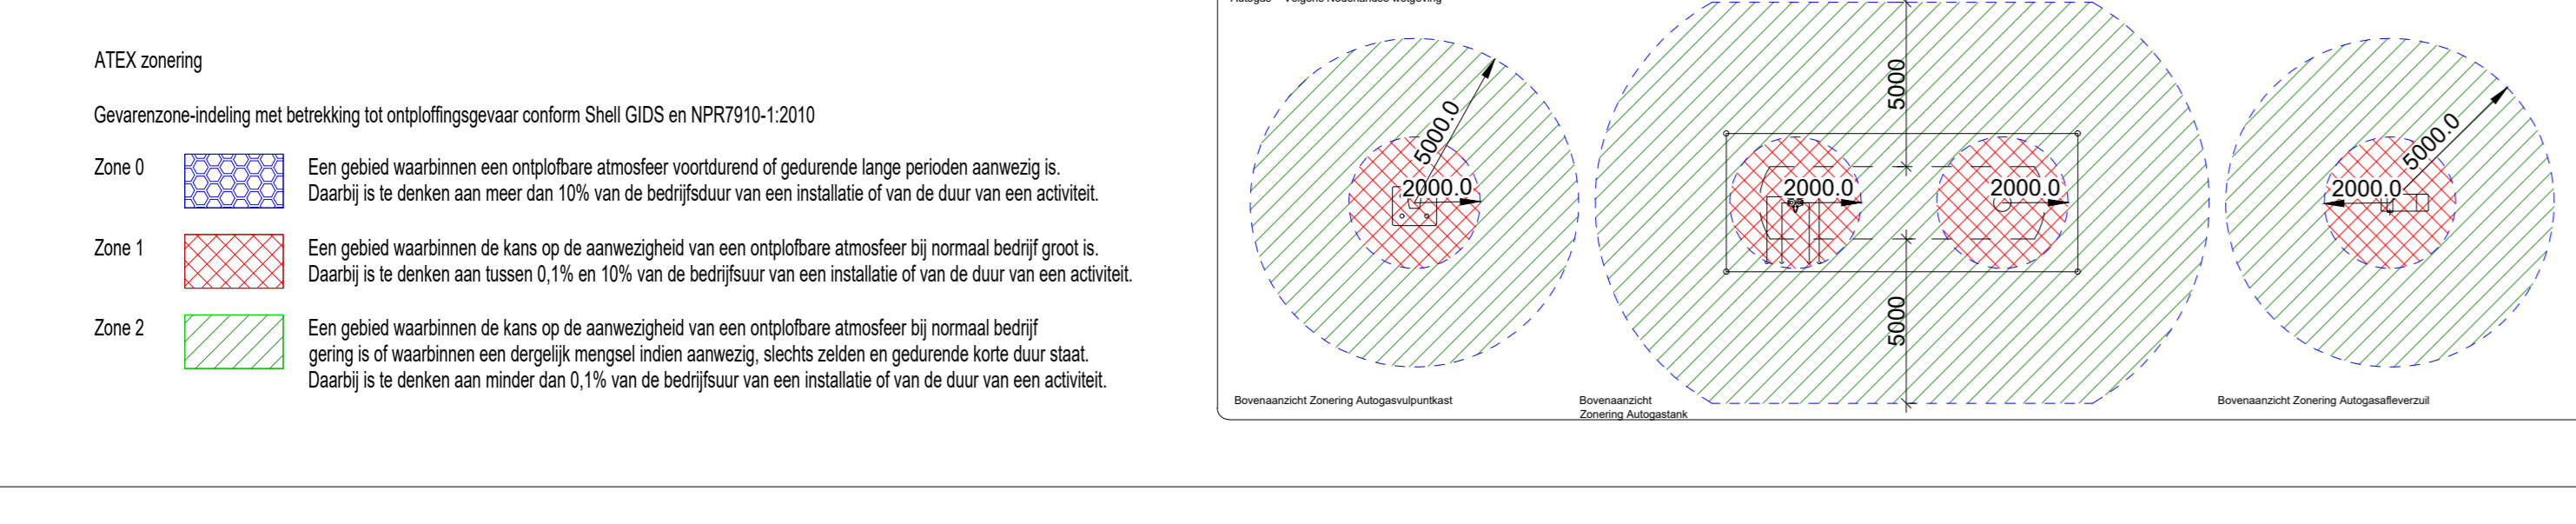 ATEX zonering
Gevarenzone-indeling met betrekking tot ontploffingsgevaar conform Shell GIDS en NPR7910-1:2010
Zone 0
Een gebied waarbinnen een ontplofbare atmosfeer voortdurend of gedurende lange perioden aanwezig is.
Daarbij is te denken aan meer dan 10% van de bedrijfsduur van een installatie of van de duur van een activiteit.
Zone 1
Een gebied waarbinnen de kans op de aanwezigheid van een ontplofbare atmosfeer bij normaal bedrijf groot is.
Daarbij is te denken aan tussen 0,1% en 10% van de bedrijfsuur van een installatie of van de duur van een activiteit.
Zone 2
Een gebied waarbinnen de kans op de aanwezigheid van een ontplofbare atmosfeer bij normaal bedrijf
gering is of waarbinnen een dergelijk mengsel indien aanwezig, slechts zelden en gedurende korte duur staat.
Daarbij is te denken aan minder dan 0,1% van de bedrijfsuur van een installatie of van de duur van een activiteit.
Autogas - Volgens Nederlandse wetgeving
5000.0
2000.0
Bovenaanzicht Zonering Autogasvulpuntkast
5000
2000.0
2000.0
5000
Bovenaanzicht
Zonering Autogastank
5000.0
2000.0
Bovenaanzicht Zonering Autogasafleverzuil